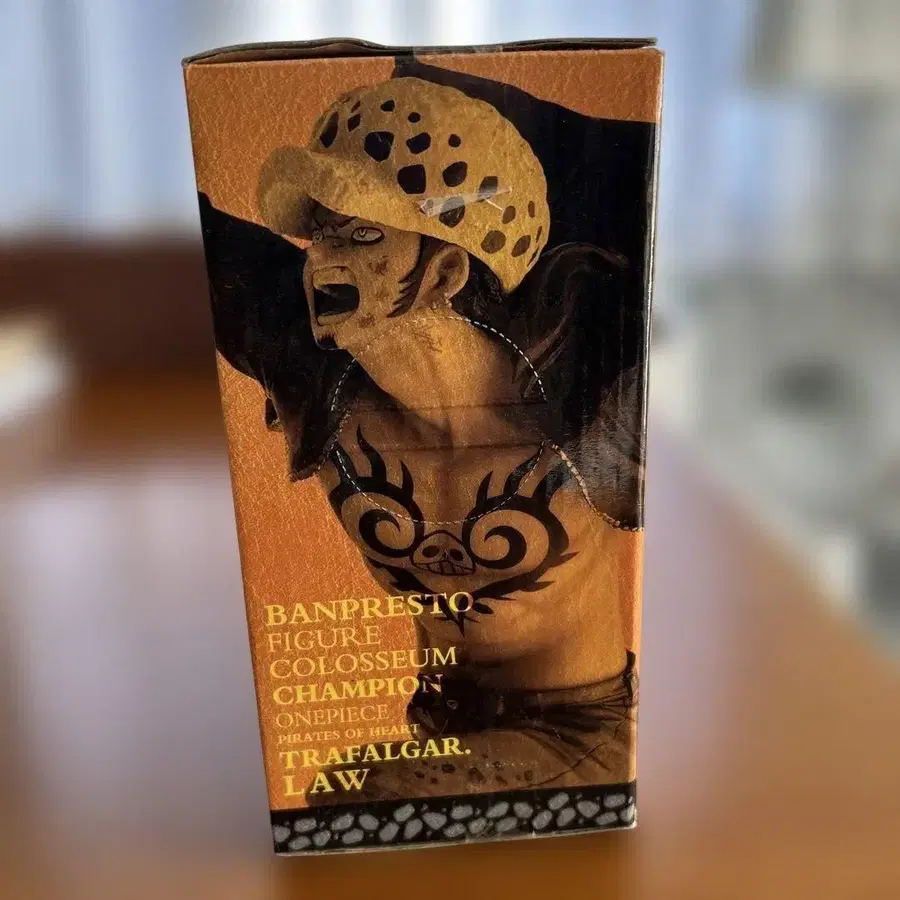 BANPRESTO
FIGURE
COLOSSEUM
CHAMPION
ONEPIECE
PIRATES OF HEART
TRAFALGAR.
LAW